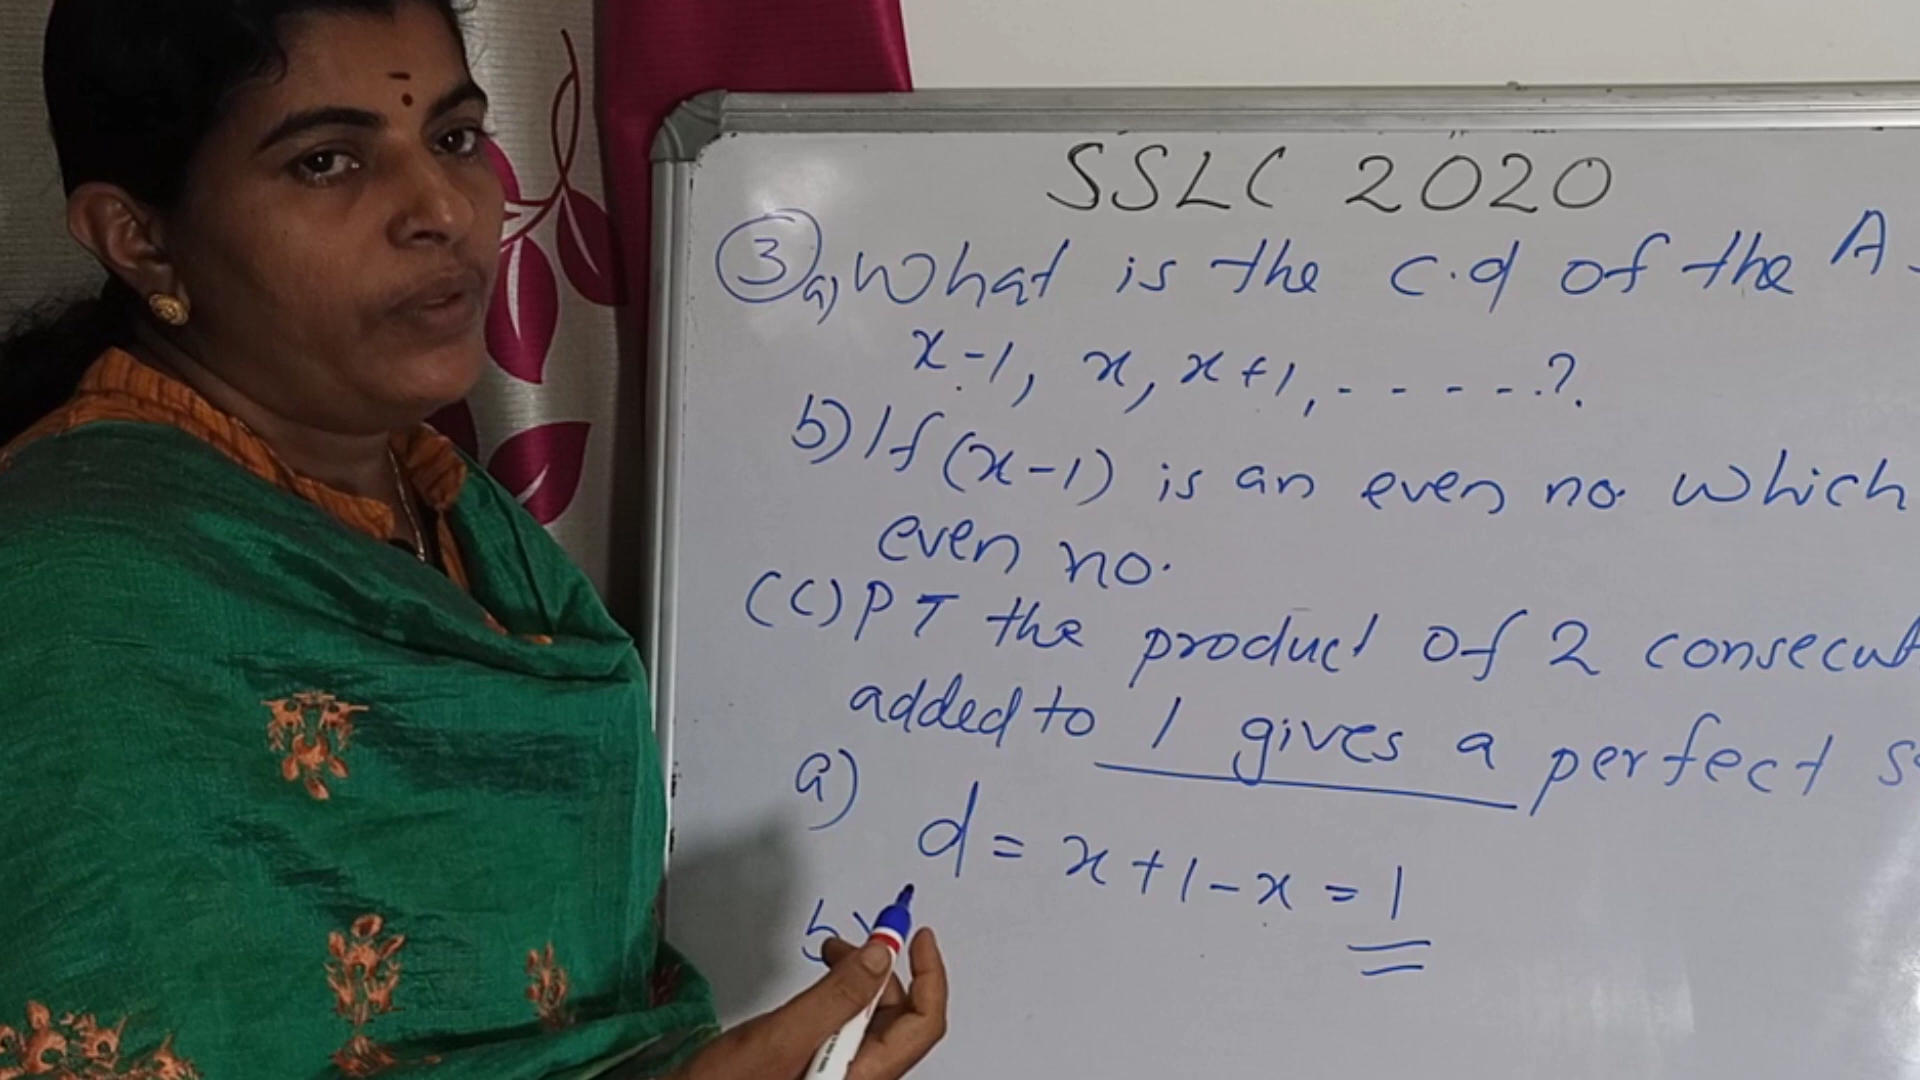 SSLC 2020
3 a) What is the c.d of the A
x-1, x, x+1, - - - - - ?.
b) If (x-1) is an even no. which
even no.
(C) PT the product of 2 consecut
added to 1 gives a perfect s
a) d = x+1-x = 1
b)